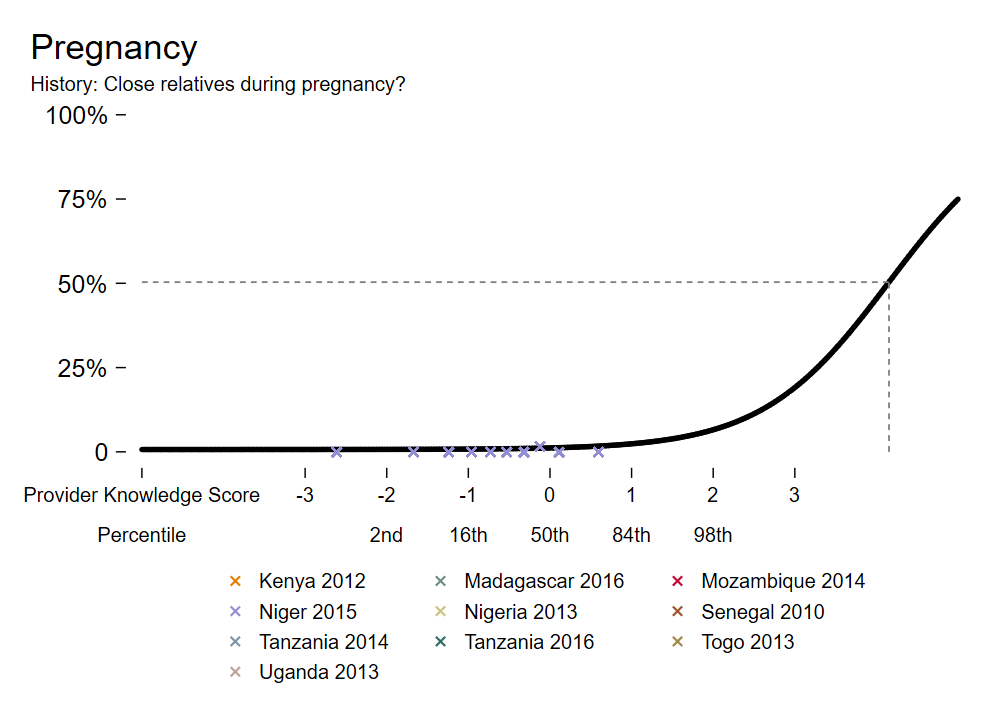 Pregnancy
History: Close relatives during pregnancy?
100%
75%
50%
25%
0
Provider Knowledge Score -3 -2 -1 0 1 2 3
Percentile 2nd 16th 50th 84th 98th
Kenya 2012 Madagascar 2016 Mozambique 2014
Niger 2015 Nigeria 2013 Senegal 2010
Tanzania 2014 Tanzania 2016 Togo 2013
Uganda 2013